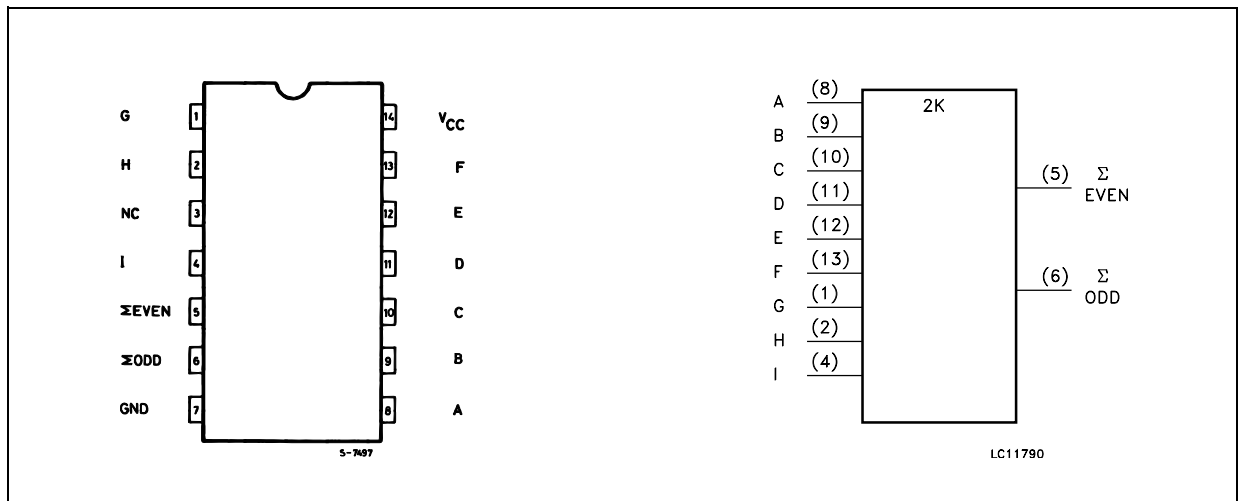 G 1 14 VCC
H 2 13 F
NC 3 12 E
I 4 11 D
ΣEVEN 5 10 C
ΣODD 6 9 B
GND 7 8 A
S-7497
2K
A (8)
B (9)
C (10)
D (11)
E (12)
F (13)
G (1)
H (2)
I (4)
(5) Σ
EVEN
(6) Σ
ODD
LC11790